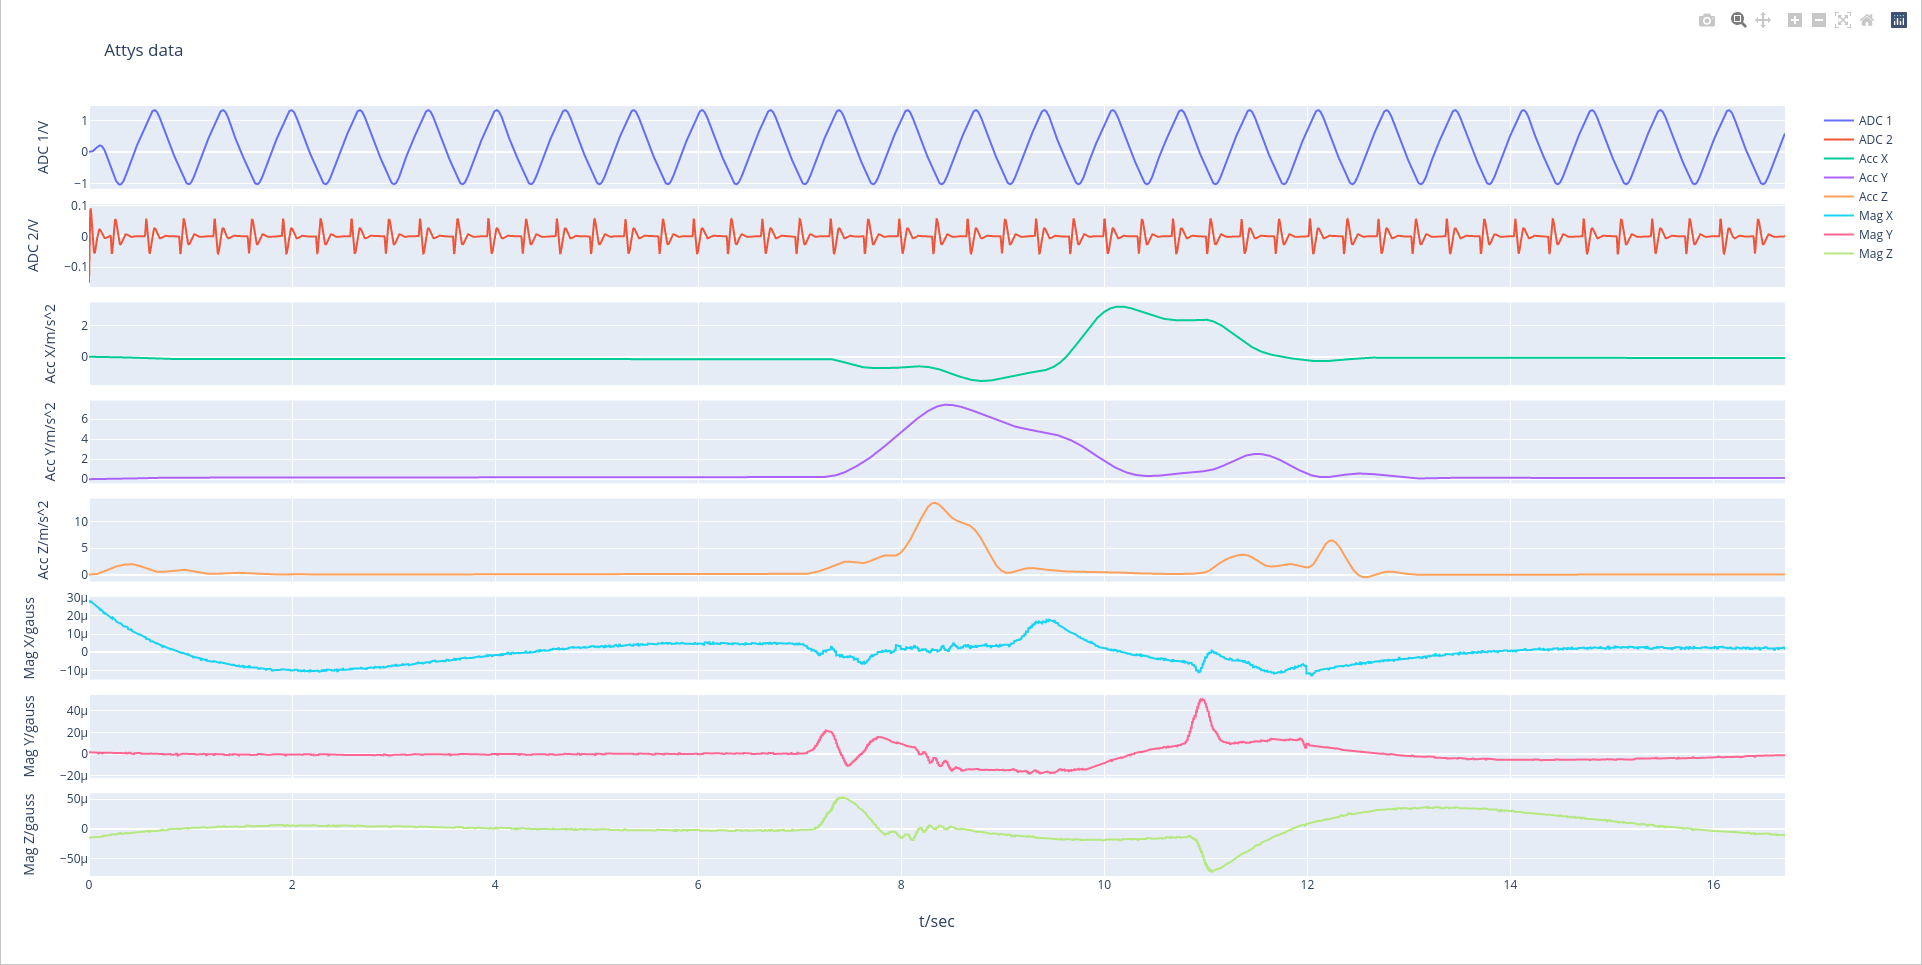 Attys data
ADC 1/V
1
0
−1
ADC 2/V
0.1
0
−0.1
Acc X/m/s^2
2
0
Acc Y/m/s^2
6
4
2
0
Acc Z/m/s^2
10
5
0
Mag X/gauss
30μ
20μ
10μ
0
−10μ
Mag Y/gauss
40μ
20μ
0
−20μ
Mag Z/gauss
50μ
0
−50μ
0 2 4 6 8 10 12 14 16
t/sec
ADC 1
ADC 2
Acc X
Acc Y
Acc Z
Mag X
Mag Y
Mag Z